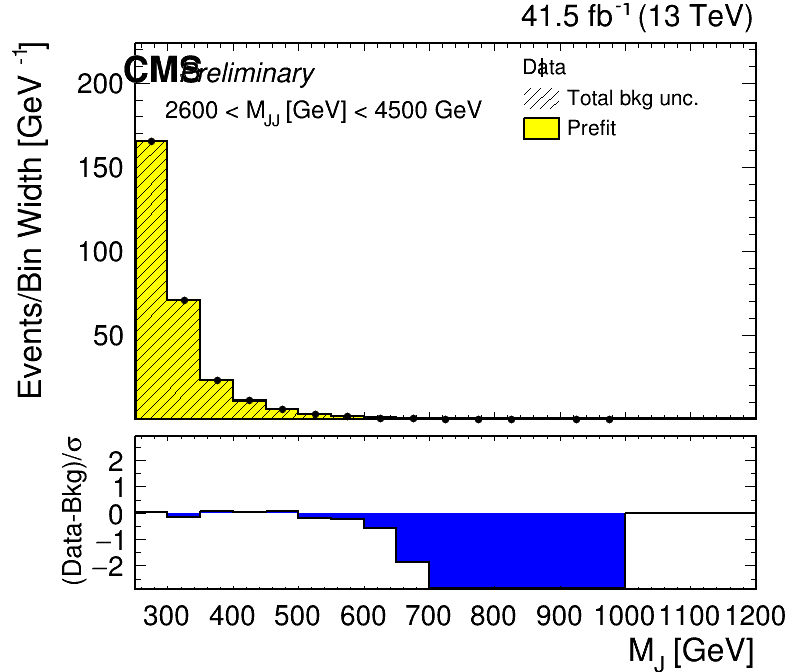 41.5 fb⁻¹ (13 TeV)
CMS Preliminary
2600 < M_JJ [GeV] < 4500 GeV
Data
Total bkg unc.
Prefit
Events/Bin Width [GeV⁻¹]
200
150
100
50
(Data-Bkg)/σ
2
1
0
−1
−2
300 400 500 600 700 800 900 1000 1100 1200
M_J [GeV]